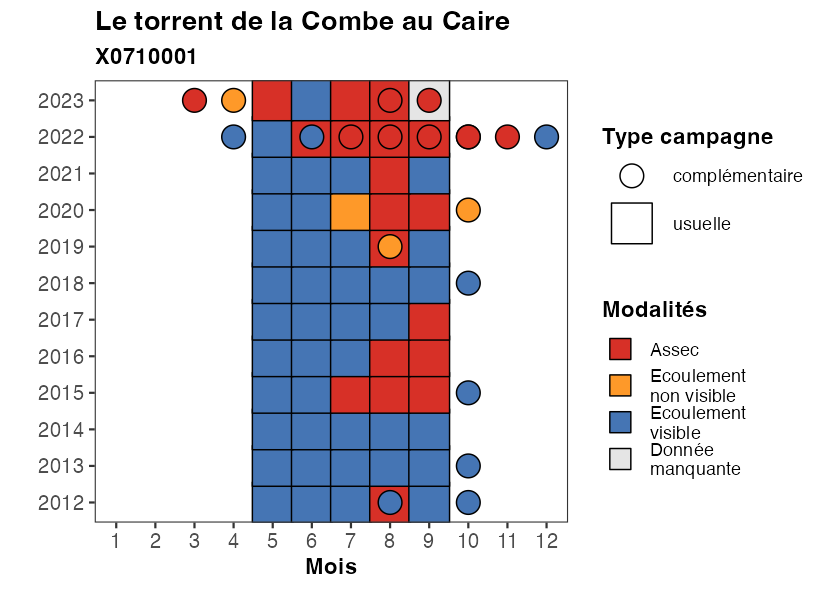 Le torrent de la Combe au Caire
X0710001
2023
2022
2021
2020
2019
2018
2017
2016
2015
2014
2013
2012
1 2 3 4 5 6 7 8 9 10 11 12
Mois
Type campagne
complémentaire
usuelle
Modalités
Assec
Ecoulement
non visible
Ecoulement
visible
Donnée
manquante